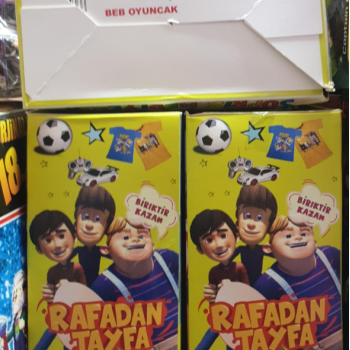 BEB OYUNCAK
BİRİKTİR
KAZAN
RAFADAN
TAYFA
BİRİKTİR
KAZAN
RAFADAN
TAYFA
18